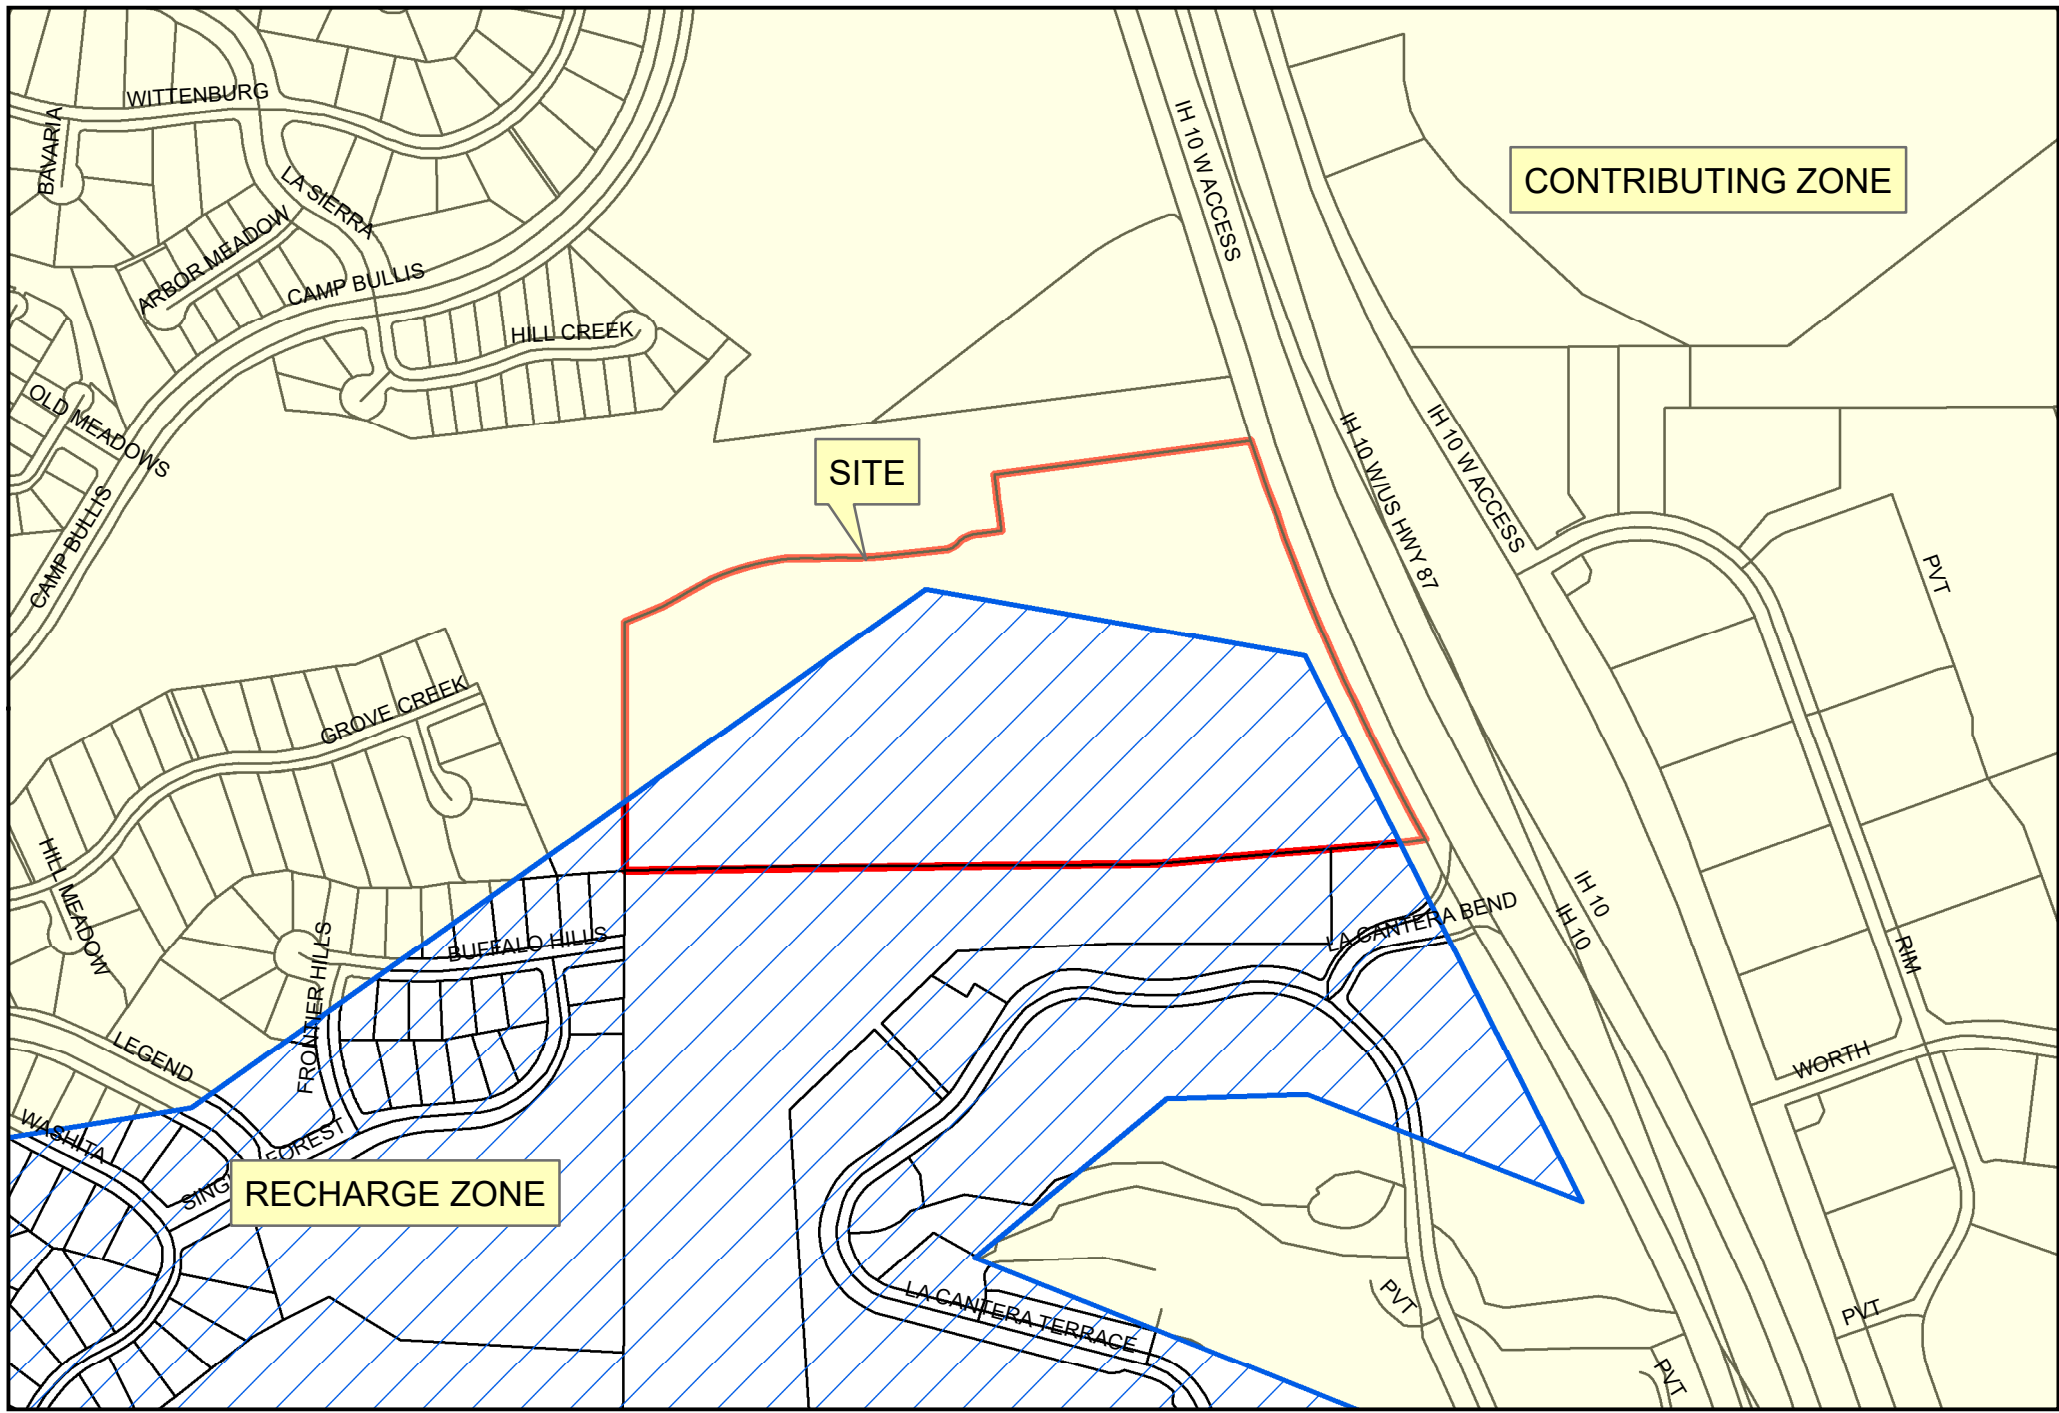 WITTENBURG
BAVARIA
IH 10 W ACCESS
CONTRIBUTING ZONE
LA SIERRA
ARBOR MEADOW
CAMP BULLIS
HILL CREEK
OLD MEADOWS
IH 10 W/US HWY 87
IH 10 W ACCESS
SITE
CAMP BULLIS
PVT
GROVE CREEK
HILL MEADOW
IH 10
IH 10
LA CANTERA BEND
BUFFALO HILLS
FRONTIER HILLS
RIM
LEGEND
WORTH
WASHITA
FOREST
RECHARGE ZONE
LA CANTERA TERRACE
PVT
PVT
PVT